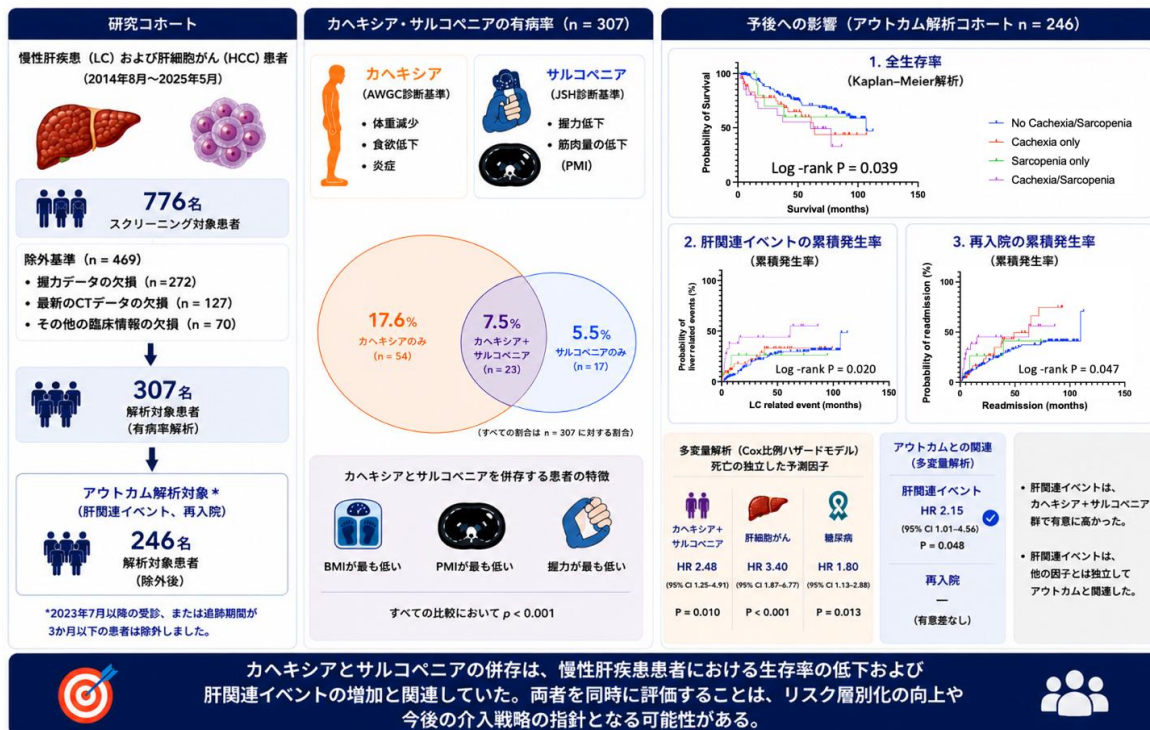 研究コホート
慢性肝疾患（LC）および肝細胞がん（HCC）患者
（2014年8月～2025年5月）
776名
スクリーニング対象患者
除外基準（n = 469）
• 握力データの欠損（n =272）
• 最新のCTデータの欠損（n = 127）
• その他の臨床情報の欠損（n = 70）
307名
解析対象患者
（有病率解析）
アウトカム解析対象*
（肝関連イベント、再入院）
246名
解析対象患者
（除外後）
*2023年7月以降の受診、または追跡期間が
3か月以下の患者は除外しました。
カヘキシア・サルコペニアの有病率（n = 307）
カヘキシア
（AWGC診断基準）
• 体重減少
• 食欲低下
• 炎症
サルコペニア
（JSH診断基準）
• 握力低下
• 筋肉量の低下
（PMI）
17.6%
カヘキシアのみ
（n = 54）
7.5%
カヘキシア+
サルコペニア
（n = 23）
5.5%
サルコペニアのみ
（n = 17）
（すべての割合は n = 307 に対する割合）
カヘキシアとサルコペニアを併存する患者の特徴
BMIが最も低い
PMIが最も低い
握力が最も低い
すべての比較において p < 0.001
予後への影響（アウトカム解析コホート n = 246）
1. 全生存率
（Kaplan–Meier解析）
Probability of Survival
100
50
0
Log -rank P = 0.039
0 50 100 150
Survival (months)
No Cachexia/Sarcopenia
Cachexia only
Sarcopenia only
Cachexia/Sarcopenia
2. 肝関連イベントの累積発生率
（累積発生率）
Probability of
liver related events (%)
100
50
0
Log -rank P = 0.020
0 50 100 150
LC related event (months)
3. 再入院の累積発生率
（累積発生率）
Probability of readmission (%)
100
50
0
Log -rank P = 0.047
0 50 100 150
Readmission (months)
多変量解析（Cox比例ハザードモデル）
死亡の独立した予測因子
カヘキシア+
サルコペニア
HR 2.48
(95% CI 1.25–4.91)
P = 0.010
肝細胞がん
HR 3.40
(95% CI 1.87–6.77)
P < 0.001
糖尿病
HR 1.80
(95% CI 1.13–2.88)
P = 0.013
アウトカムとの関連
（多変量解析）
肝関連イベント
HR 2.15
(95% CI 1.01–4.56)
P = 0.048
再入院
—
（有意差なし）
• 肝関連イベントは、
カヘキシア+サルコペニア
群で有意に高かった。
• 肝関連イベントは、
他の因子とは独立して
アウトカムと関連した。
カヘキシアとサルコペニアの併存は、慢性肝疾患患者における生存率の低下および
肝関連イベントの増加と関連していた。両者を同時に評価することは、リスク層別化の向上や
今後の介入戦略の指針となる可能性がある。